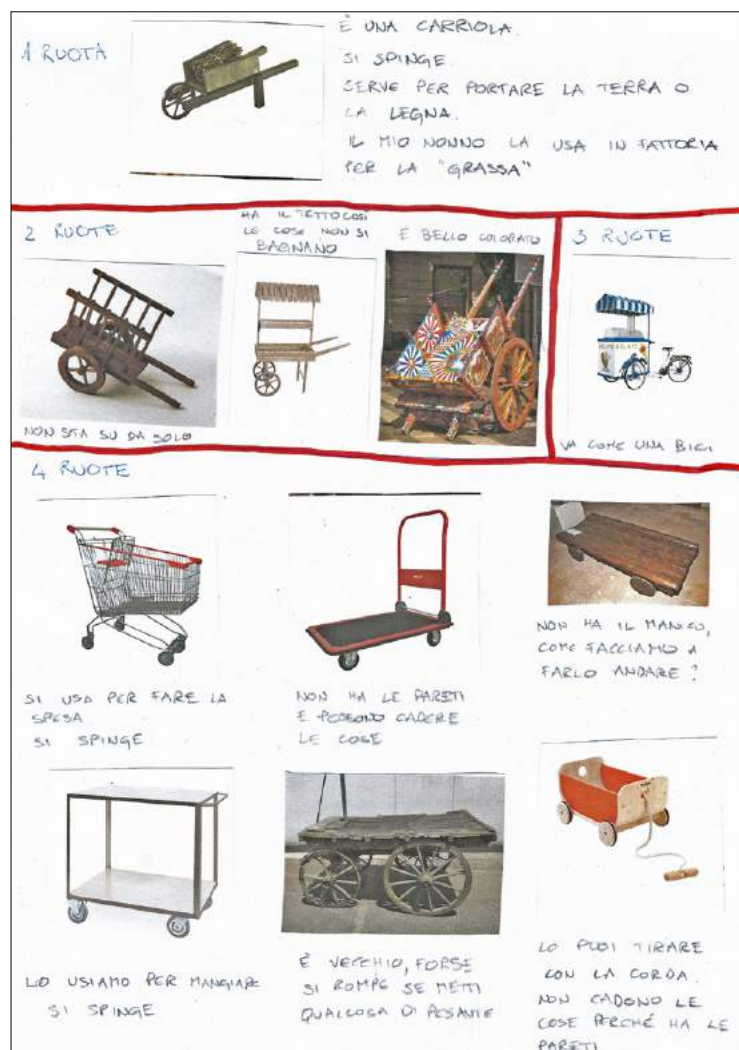 1 RUOTA
È UNA CARRIOLA.
SI SPINGE.
SERVE PER PORTARE LA TERRA O
LA LEGNA.
IL MIO NONNO LA USA IN FATTORIA
PER LA "GRASSA"
2 RUOTE
NON STA SU DA SOLO
HA IL TETTO COSÌ
LE COSE NON SI
BAGNANO
È BELLO COLORATO
3 RUOTE
VA COME UNA BICI
4 RUOTE
SI USA PER FARE LA
SPESA
SI SPINGE
NON HA LE PARETI
E POSSONO CADERE
LE COSE
NON HA IL MANICO,
COME FACCIAMO A
FARLO ANDARE?
LO USIAMO PER MANGIARE
SI SPINGE
È VECCHIO, FORSE
SI ROMPE SE METTI
QUALCOSA DI PESANTE
LO PUOI TIRARE
CON LA CORDA.
NON CADONO LE
COSE PERCHÉ HA LE
PARETI